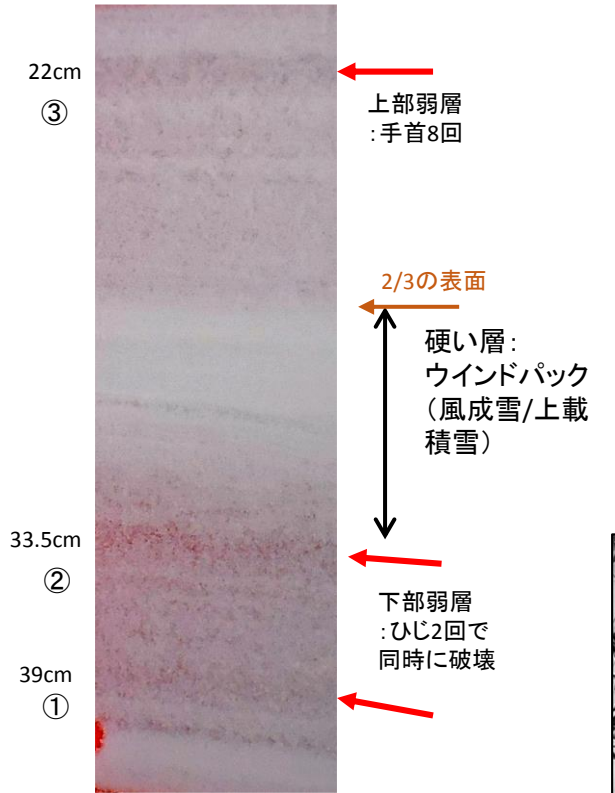 22cm
③
上部弱層
:手首8回
2/3の表面
硬い層:
ウインドパック
(風成雪/上載
積雪)
33.5cm
②
下部弱層
:ひじ2回で
同時に破壊
39cm
①